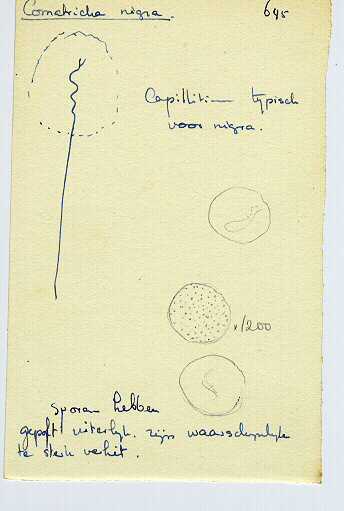 Comatricha nigra. 645
Capillitium typisch
voor nigra.
x1200
sporen hebben
gepoft uiterlijk. zijn waarschijnlijk
te sterk verhit.